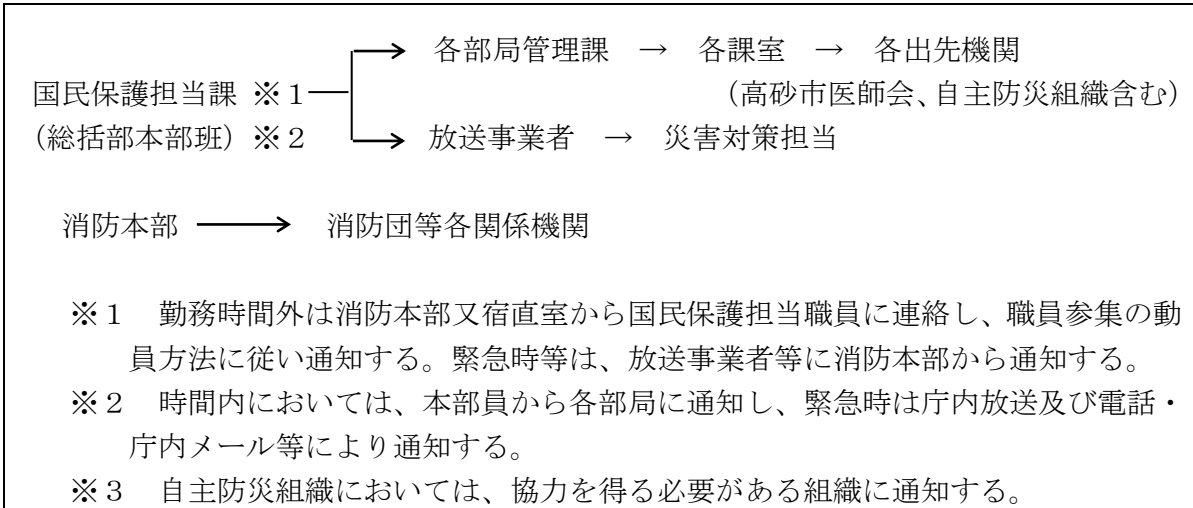 各部局管理課 → 各課室 → 各出先機関
国民保護担当課 ※1 (高砂市医師会、自主防災組織含む)
(総括部本部班) ※2 → 放送事業者 → 災害対策担当
消防本部 → 消防団等各関係機関
※1 勤務時間外は消防本部又宿直室から国民保護担当職員に連絡し、職員参集の動
員方法に従い通知する。緊急時等は、放送事業者等に消防本部から通知する。
※2 時間内においては、本部員から各部局に通知し、緊急時は庁内放送及び電話・
庁内メール等により通知する。
※3 自主防災組織においては、協力を得る必要がある組織に通知する。